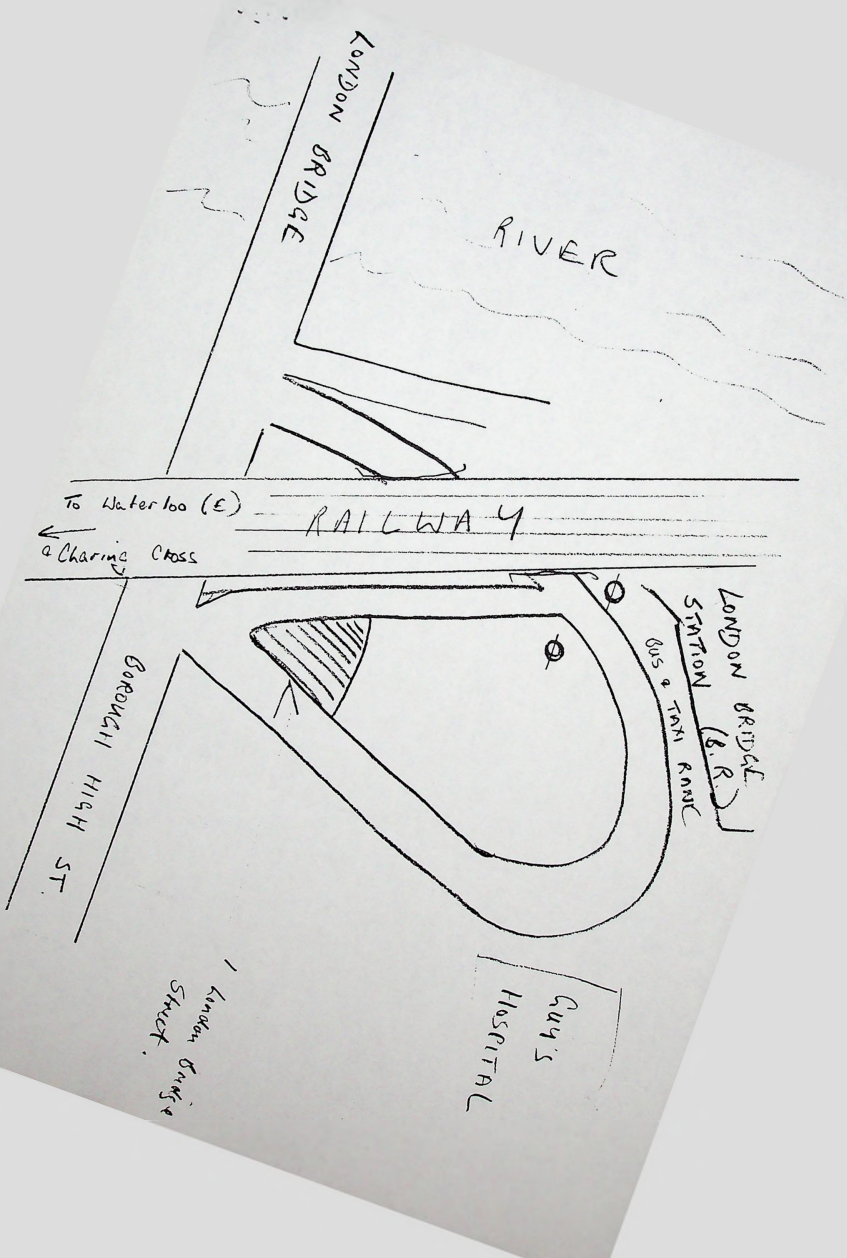 LONDON BRIDGE
RIVER
To Waterloo (E)
& Charing Cross
RAILWAY
LONDON BRIDGE
STATION (B.R.)
BUS & TAXI RANK
BOROUGH HIGH ST.
GUY'S
HOSPITAL
1 London Bridge
Street.